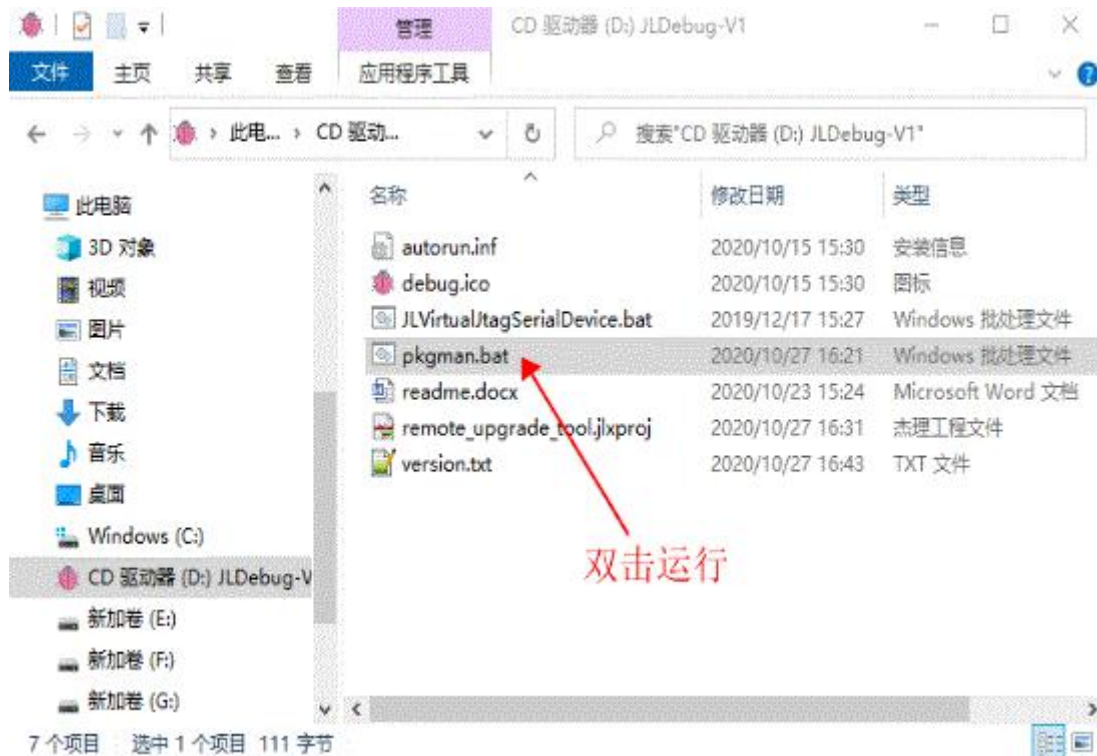 管理
CD 驱动器 (D:) JLDebug-V1
文件
主页
共享
查看
应用程序工具
此电...
CD 驱动...
搜索"CD 驱动器 (D:) JLDebug-V1"
此电脑
3D 对象
视频
图片
文档
下载
音乐
桌面
Windows (C:)
CD 驱动器 (D:) JLDebug-V
新加卷 (E:)
新加卷 (F:)
新加卷 (G:)
名称 修改日期 类型
autorun.inf 2020/10/15 15:30 安装信息
debug.ico 2020/10/15 15:30 图标
JLVirtualJtagSerialDevice.bat 2019/12/17 15:27 Windows 批处理文件
pkgman.bat 2020/10/27 16:21 Windows 批处理文件
readme.docx 2020/10/23 15:24 Microsoft Word 文档
remote_upgrade_tool.jlxproj 2020/10/27 16:31 杰理工程文件
version.txt 2020/10/27 16:43 TXT 文件
双击运行
7 个项目 选中 1 个项目 111 字节